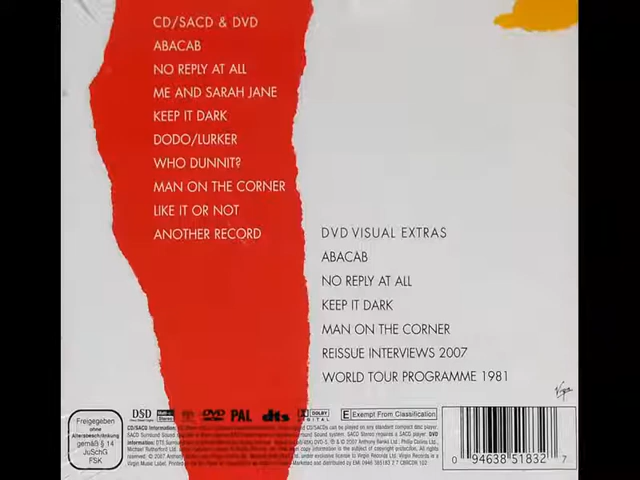 CD/SACD & DVD
ABACAB
NO REPLY AT ALL
ME AND SARAH JANE
KEEP IT DARK
DODO/LURKER
WHO DUNNIT?
MAN ON THE CORNER
LIKE IT OR NOT
ANOTHER RECORD
DVD VISUAL EXTRAS
ABACAB
NO REPLY AT ALL
KEEP IT DARK
MAN ON THE CORNER
REISSUE INTERVIEWS 2007
WORLD TOUR PROGRAMME 1981
Virgin
Freigegeben
ohne
Altersbeschränkung
gemäß § 14
JuSchG
FSK
DSD
DVD
PAL
dts
DOLBY
DIGITAL
E Exempt From Classification
0 94638 51832 7